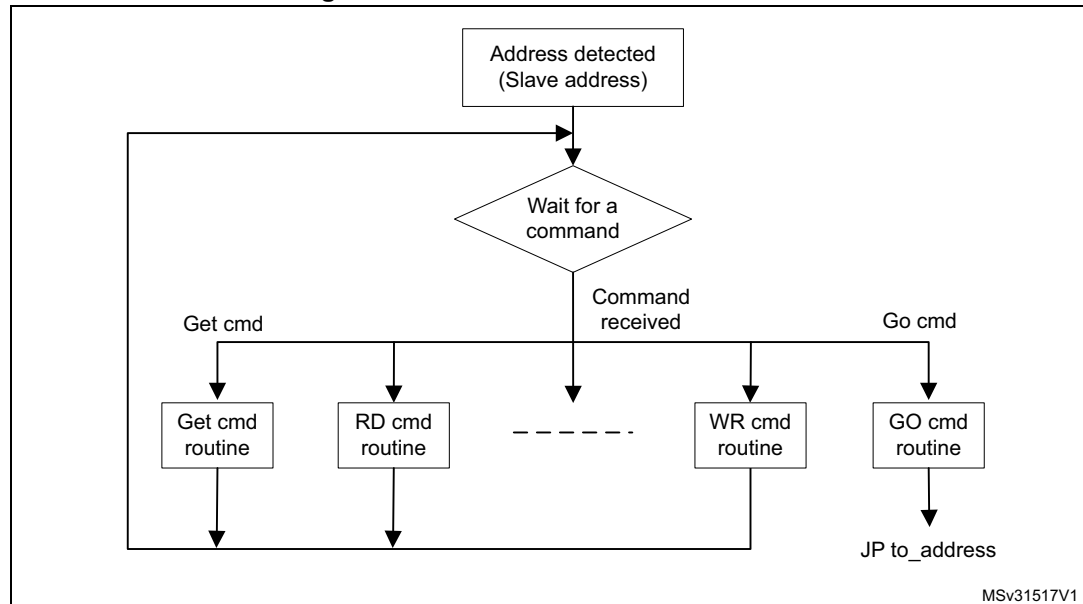 Address detected
(Slave address)
Wait for a
command
Command
received
Get cmd
Go cmd
Get cmd
routine
RD cmd
routine
WR cmd
routine
GO cmd
routine
JP to_address
MSv31517V1